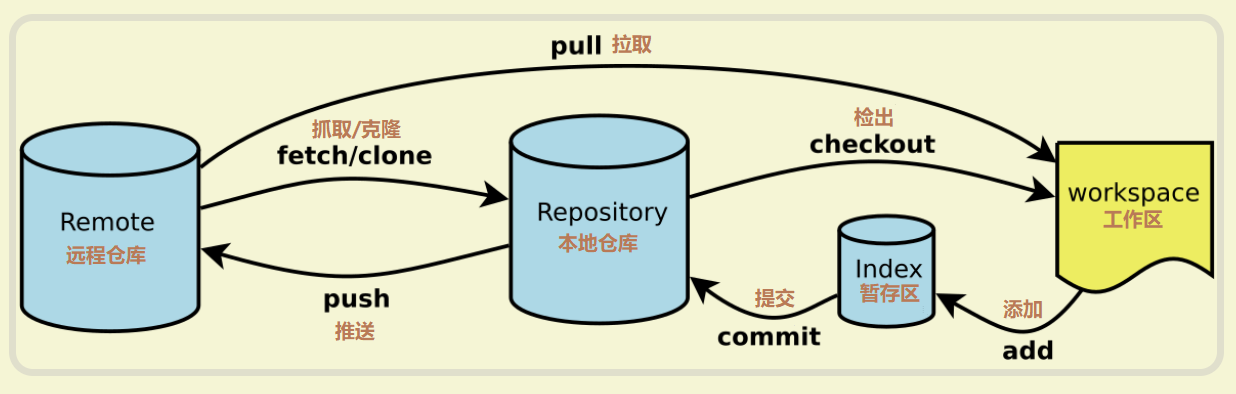 pull 拉取
抓取/克隆
fetch/clone
检出
checkout
Remote
远程仓库
Repository
本地仓库
workspace
工作区
Index
暂存区
push
推送
提交
commit
添加
add